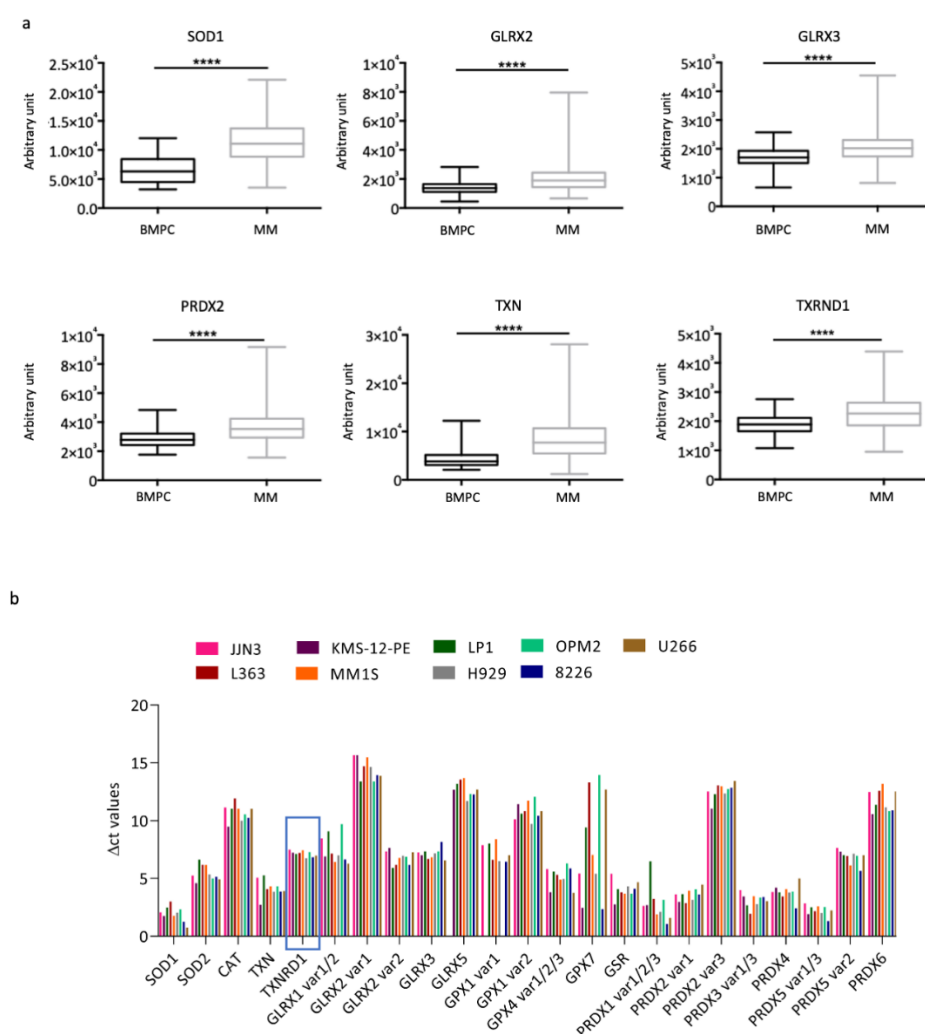 a
SOD1
GLRX2
GLRX3
2.5×10⁴
2.0×10⁴
1.5×10⁴
1.0×10⁴
5.0×10³
0.0
Arbitrary unit
****
BMPC MM
1×10⁴
8×10³
6×10³
4×10³
2×10³
0
Arbitrary unit
****
BMPC MM
5×10³
4×10³
3×10³
2×10³
1×10³
0
Arbitrary unit
****
BMPC MM
PRDX2
TXN
TXRND1
1×10⁴
8×10³
6×10³
4×10³
2×10³
0
Arbitrary unit
****
BMPC MM
3×10⁴
2×10⁴
1×10⁴
0
Arbitrary unit
****
BMPC MM
5×10³
4×10³
3×10³
2×10³
1×10³
0
Arbitrary unit
****
BMPC MM
b
JJN3 KMS-12-PE LP1 OPM2 U266
L363 MM1S H929 8226
20
15
10
5
0
Δct values
SOD1
SOD2
CAT
TXN
TXNRD1
GLRX1 var1/2
GLRX2 var1
GLRX2 var2
GLRX3
GLRX5
GPX1 var1
GPX1 var2
GPX4 var1/2/3
GPX7
GSR
PRDX1 var1/2/3
PRDX2 var1
PRDX2 var3
PRDX3 var1/3
PRDX4
PRDX5 var1/3
PRDX5 var2
PRDX6